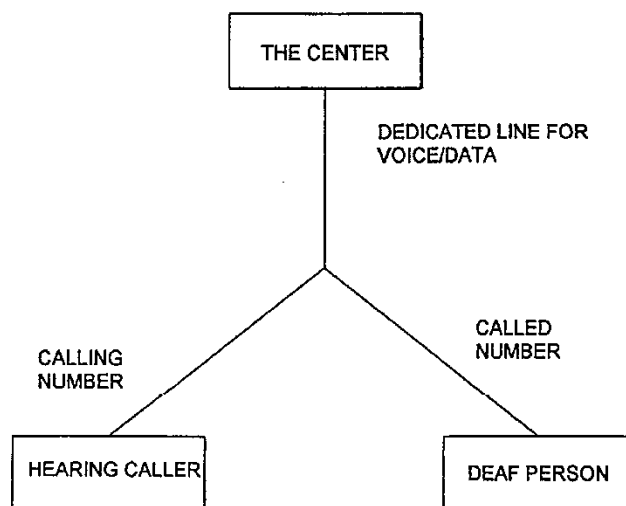 THE CENTER
DEDICATED LINE FOR
VOICE/DATA
CALLING
NUMBER
CALLED
NUMBER
HEARING CALLER
DEAF PERSON